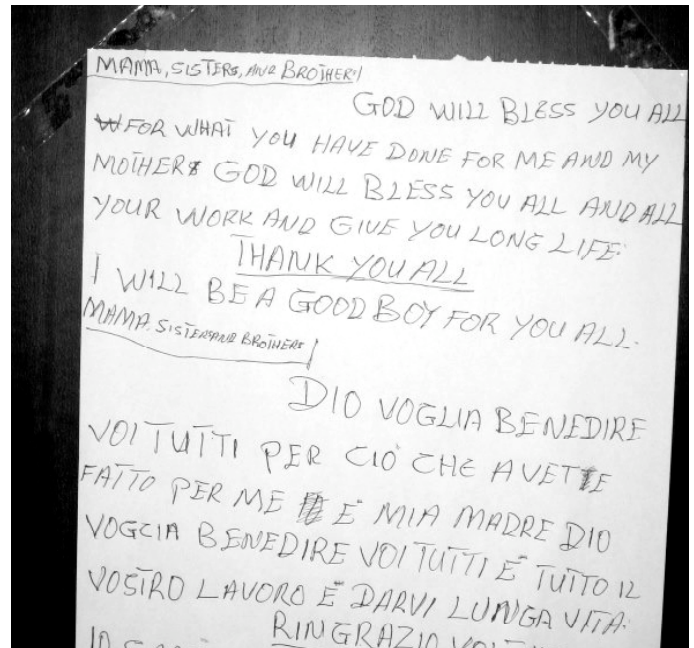 MAMA, SISTERS, AND BROTHERS/
GOD WILL BLESS YOU ALL
FOR WHAT YOU HAVE DONE FOR ME AND MY
MOTHER GOD WILL BLESS YOU ALL AND ALL
YOUR WORK AND GIVE YOU LONG LIFE.
THANK YOU ALL
I WILL BE A GOOD BOY FOR YOU ALL.
MAMA, SISTERS AND BROTHERS/
DIO VOGLIA BENEDIRE
VOI TUTTI PER CIÒ CHE AVETE
FATTO PER ME E MIA MADRE DIO
VOGLIA BENEDIRE VOI TUTTI E TUTTO IL
VOSTRO LAVORO E DARVI LUNGA VITA.
RINGRAZIO